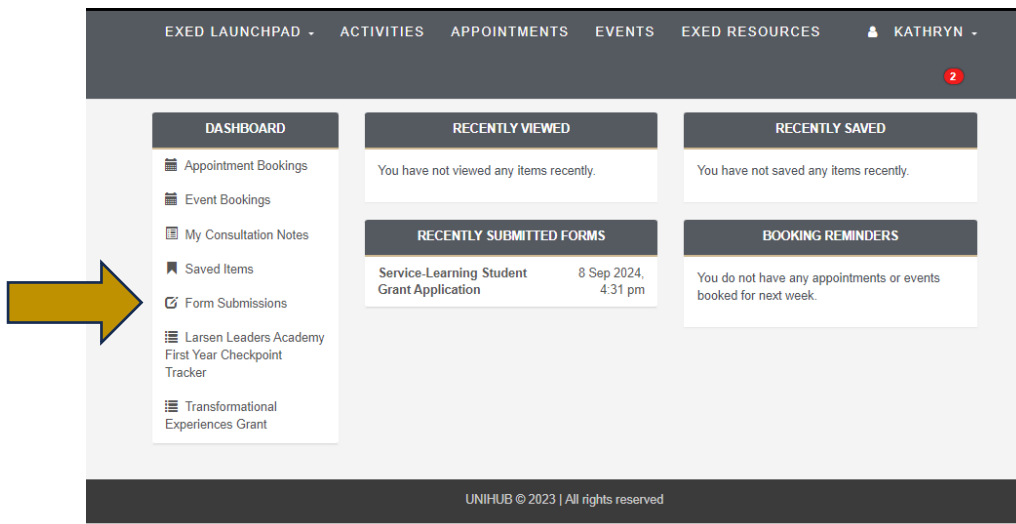 EXED LAUNCHPAD ACTIVITIES APPOINTMENTS EVENTS EXED RESOURCES KATHRYN
2
DASHBOARD
Appointment Bookings
Event Bookings
My Consultation Notes
Saved Items
Form Submissions
Larsen Leaders Academy
First Year Checkpoint
Tracker
Transformational
Experiences Grant
RECENTLY VIEWED
You have not viewed any items recently.
RECENTLY SUBMITTED FORMS
Service-Learning Student 8 Sep 2024,
Grant Application 4:31 pm
RECENTLY SAVED
You have not saved any items recently.
BOOKING REMINDERS
You do not have any appointments or events
booked for next week.
UNIHUB © 2023 | All rights reserved